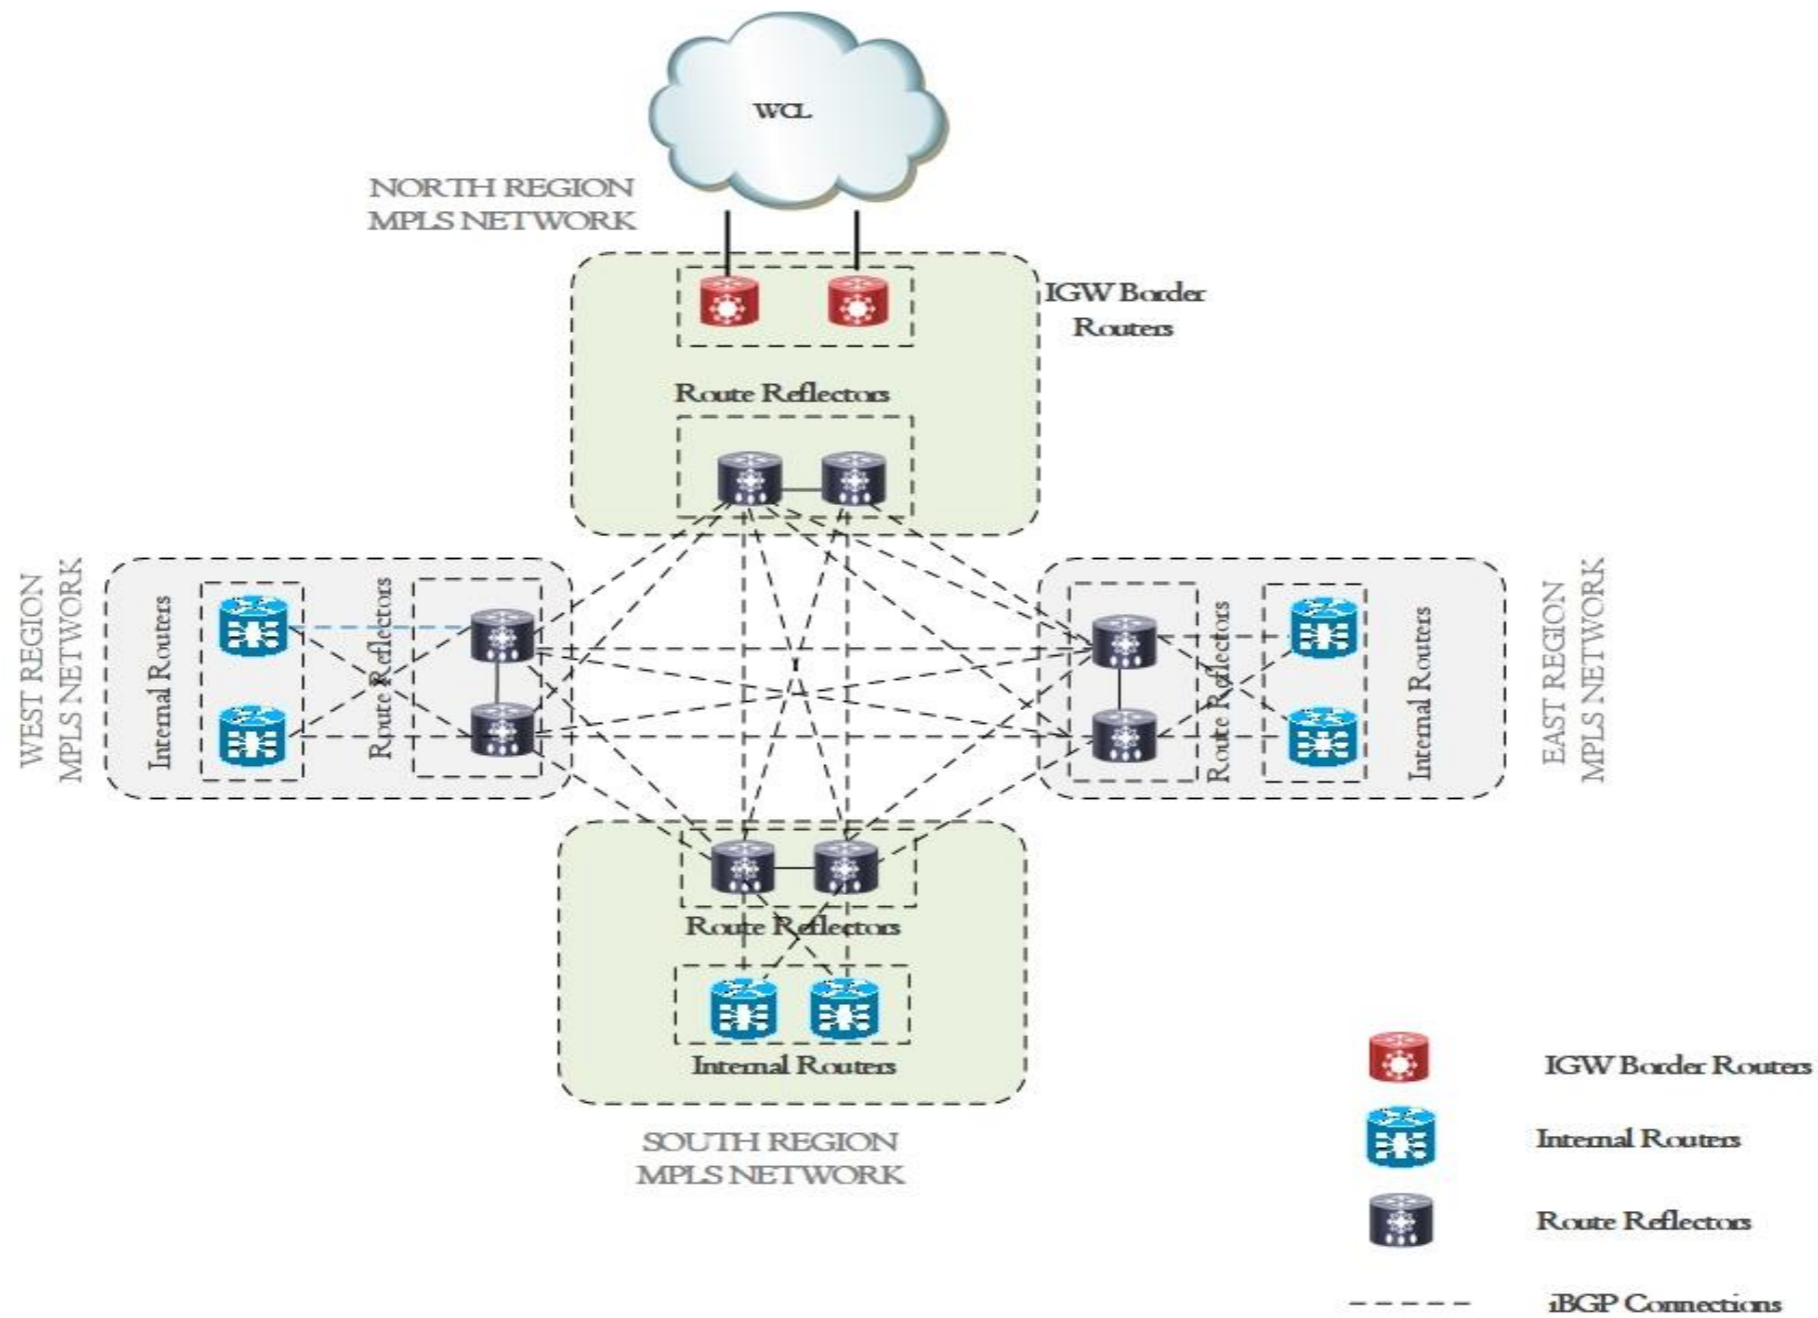 WCL
NORTH REGION
MPLS NETWORK
IGW Border
Routers
Route Reflectors
WEST REGION
MPLS NETWORK
Internal Routers
Route Reflectors
Route Reflectors
Internal Routers
EAST REGION
MPLS NETWORK
Route Reflectors
Internal Routers
SOUTH REGION
MPLS NETWORK
IGW Border Routers
Internal Routers
Route Reflectors
iBGP Connections